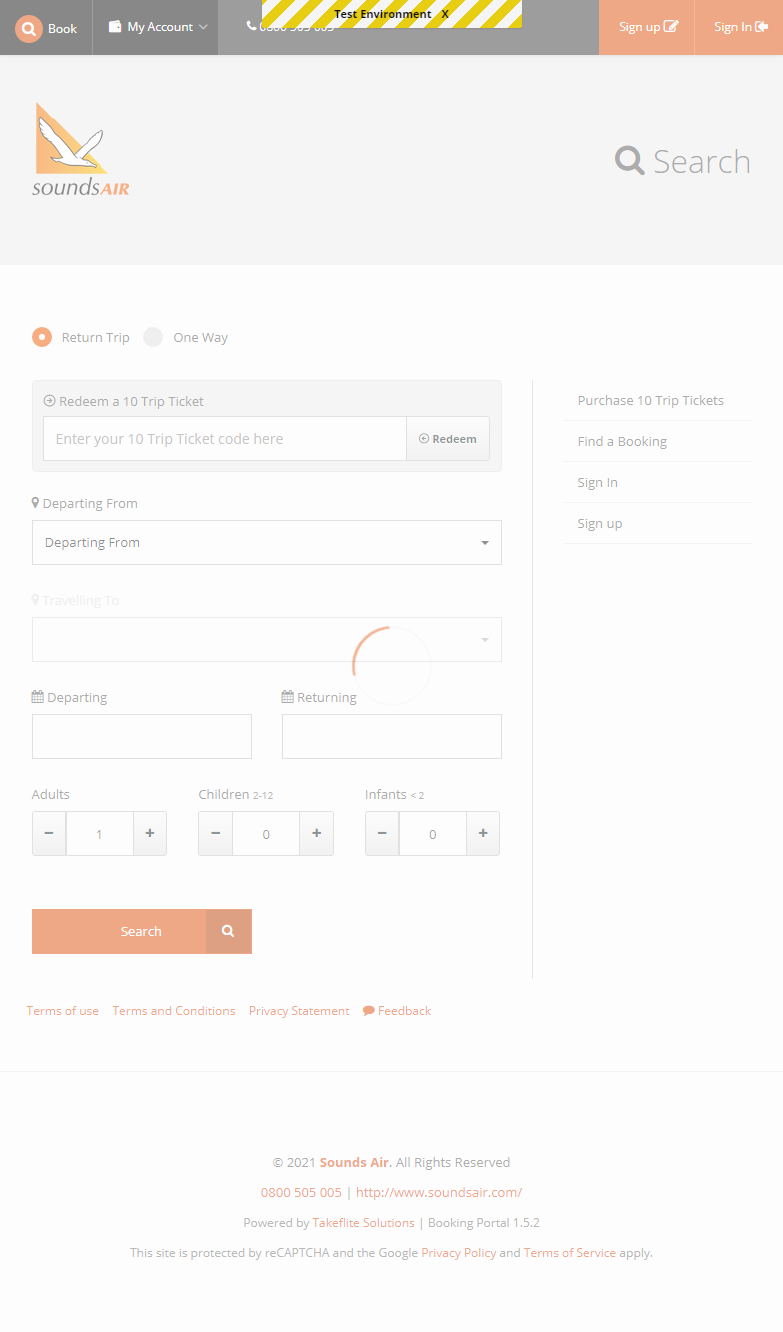 Book
My Account
Test Environment X
Sign up
Sign In
soundsAIR
Search
Return Trip
One Way
Redeem a 10 Trip Ticket
Enter your 10 Trip Ticket code here
Redeem
Purchase 10 Trip Tickets
Find a Booking
Sign In
Sign up
Departing From
Departing From
Travelling To
Departing
Returning
Adults
Children 2-12
Infants < 2
− 1 +
− 0 +
− 0 +
Search
Terms of use
Terms and Conditions
Privacy Statement
Feedback
© 2021 Sounds Air. All Rights Reserved
0800 505 005 | http://www.soundsair.com/
Powered by Takeflite Solutions | Booking Portal 1.5.2
This site is protected by reCAPTCHA and the Google Privacy Policy and Terms of Service apply.